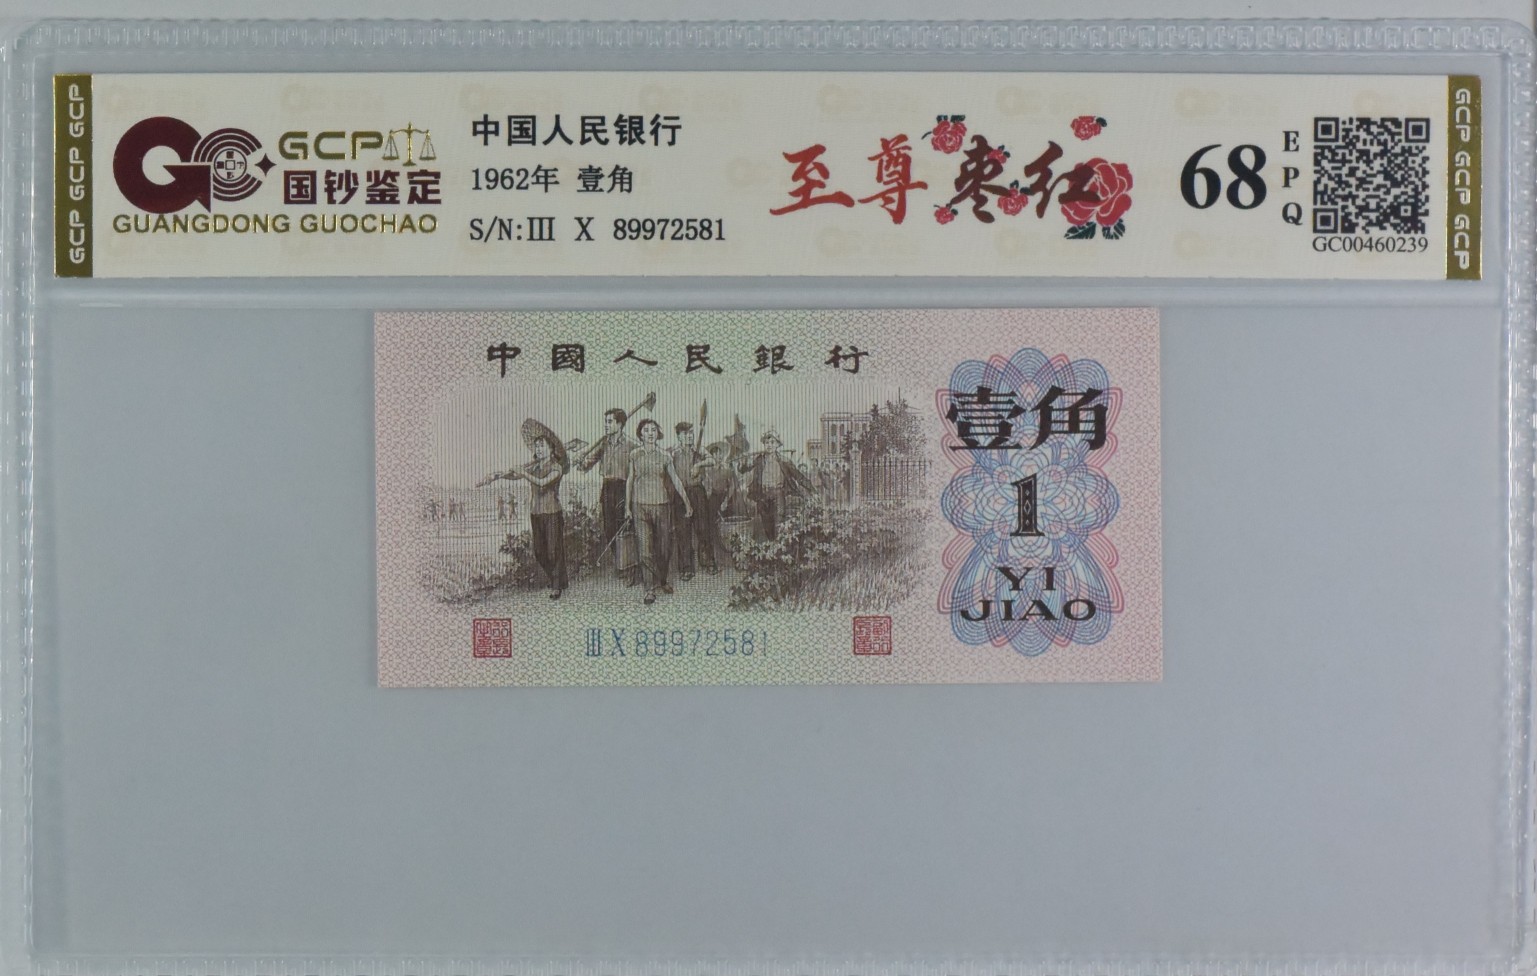 GCP GCP GCP
GCP
国钞鉴定
GUANGDONG GUOCHAO
中国人民银行
1962年 壹角
S/N:Ⅲ X 89972581
至尊枣红
68
EPQ
GC00460239
GCP GCP GCP
中國人民銀行
壹角
1
YI
JIAO
ⅢX89972581